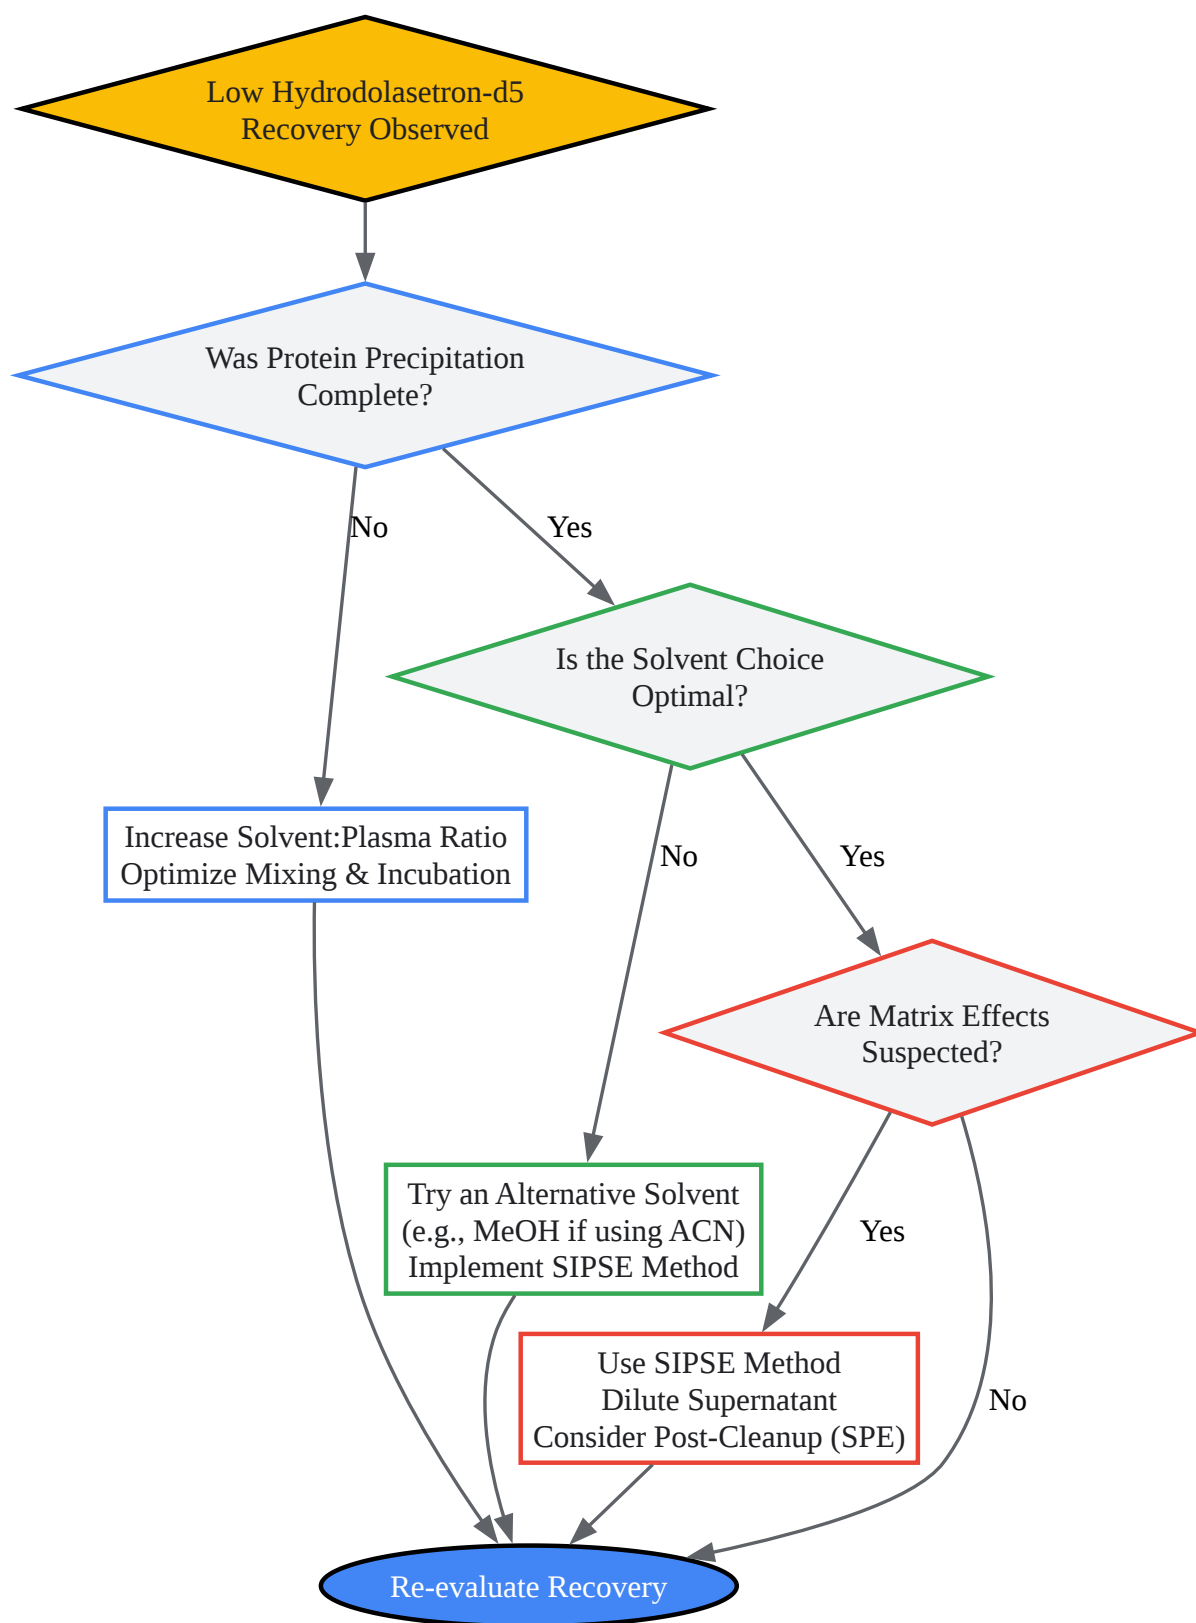 Low Hydrodolasetron-d5
Recovery Observed
Was Protein Precipitation
Complete?
No
Yes
Is the Solvent Choice
Optimal?
Increase Solvent:Plasma Ratio
Optimize Mixing & Incubation
No
Yes
Are Matrix Effects
Suspected?
Try an Alternative Solvent
(e.g., MeOH if using ACN)
Implement SIPSE Method
Yes
Use SIPSE Method
Dilute Supernatant
Consider Post-Cleanup (SPE)
No
Re-evaluate Recovery